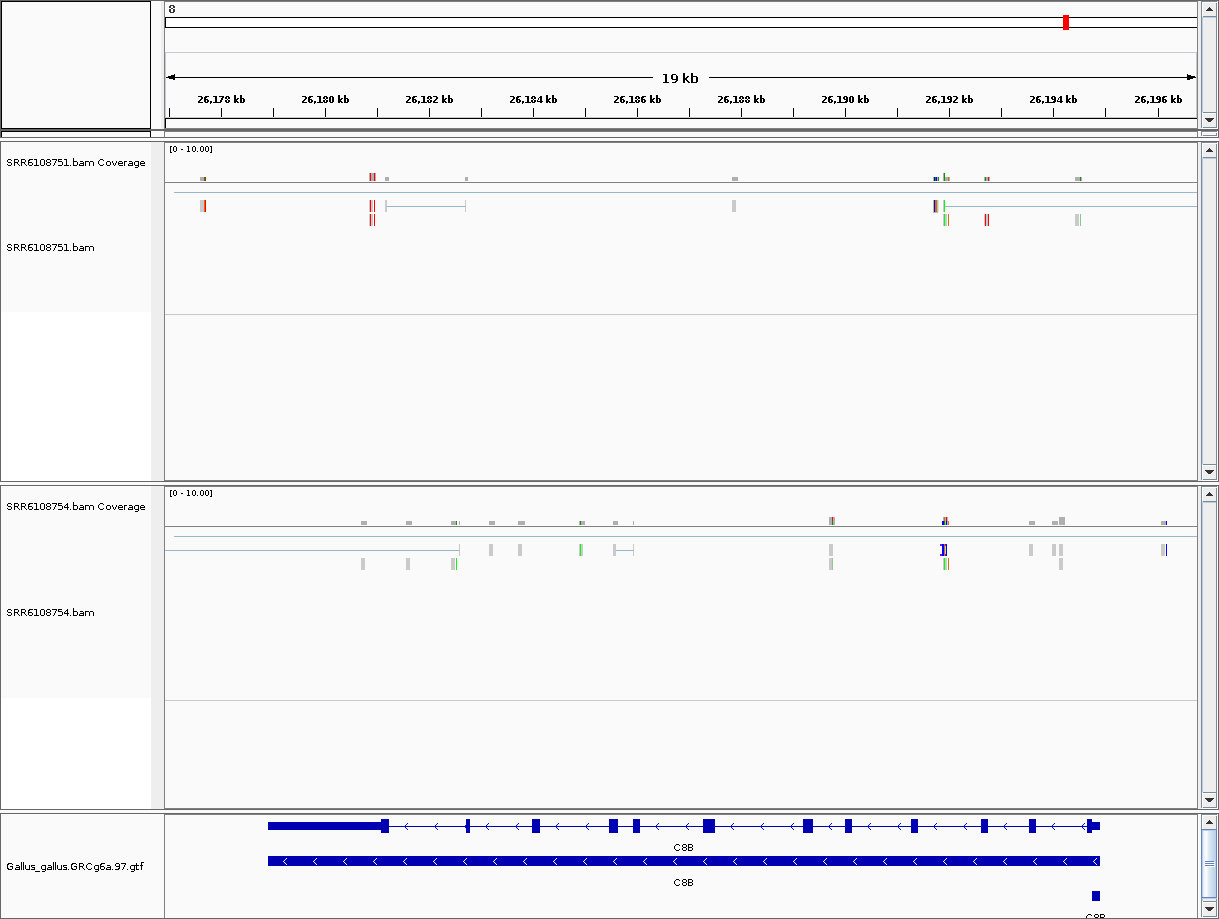 8
19 kb
26,178 kb 26,180 kb 26,182 kb 26,184 kb 26,186 kb 26,188 kb 26,190 kb 26,192 kb 26,194 kb 26,196 kb
[0 - 10.00]
SRR6108751.bam Coverage
SRR6108751.bam
[0 - 10.00]
SRR6108754.bam Coverage
SRR6108754.bam
C8B
Gallus_gallus.GRCg6a.97.gtf
C8B
C8B